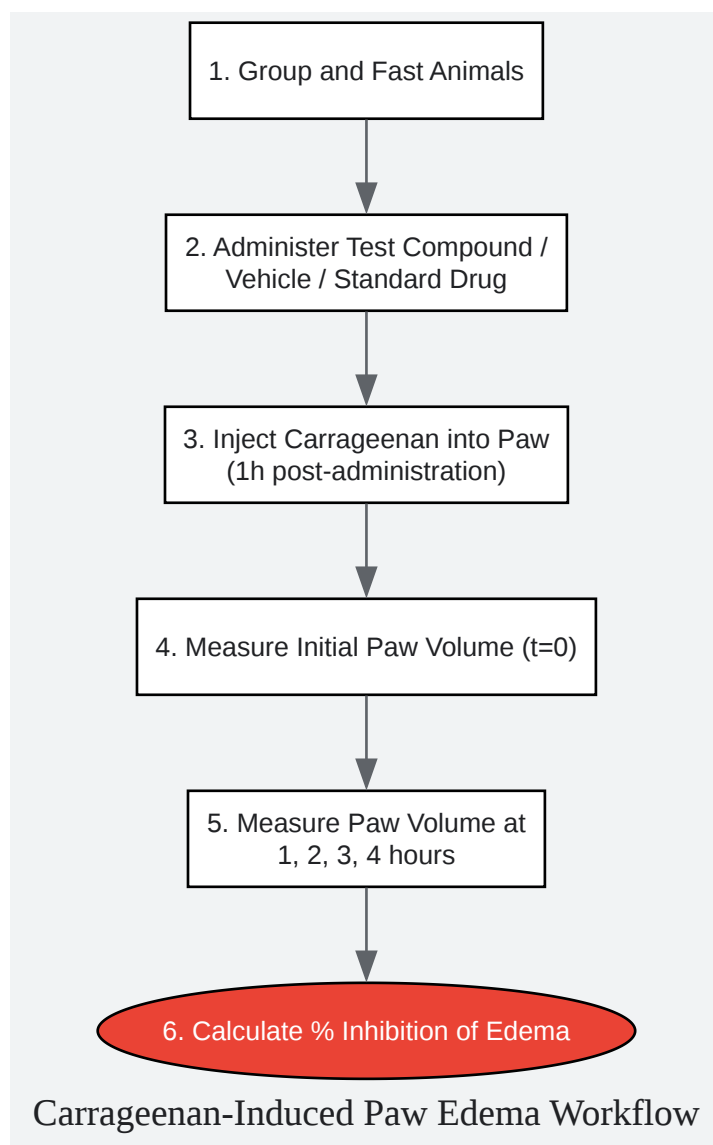 1. Group and Fast Animals
2. Administer Test Compound /
Vehicle / Standard Drug
3. Inject Carrageenan into Paw
(1h post-administration)
4. Measure Initial Paw Volume (t=0)
5. Measure Paw Volume at
1, 2, 3, 4 hours
6. Calculate % Inhibition of Edema
Carrageenan-Induced Paw Edema Workflow